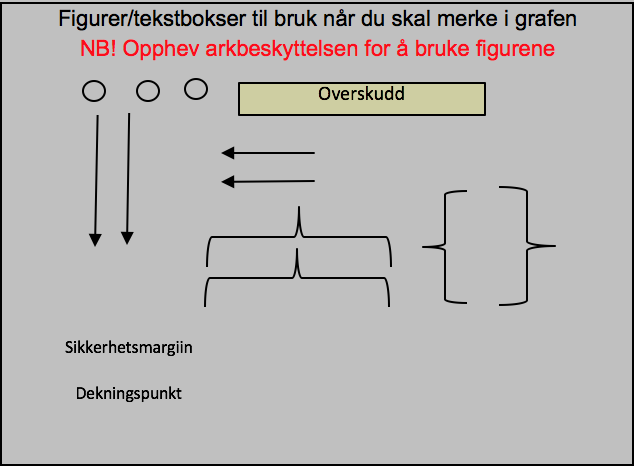 Figurer/tekstbokser til bruk når du skal merke i grafen
NB! Opphev arkbeskyttelsen for å bruke figurene
Overskudd
Sikkerhetsmargiin
Dekningspunkt